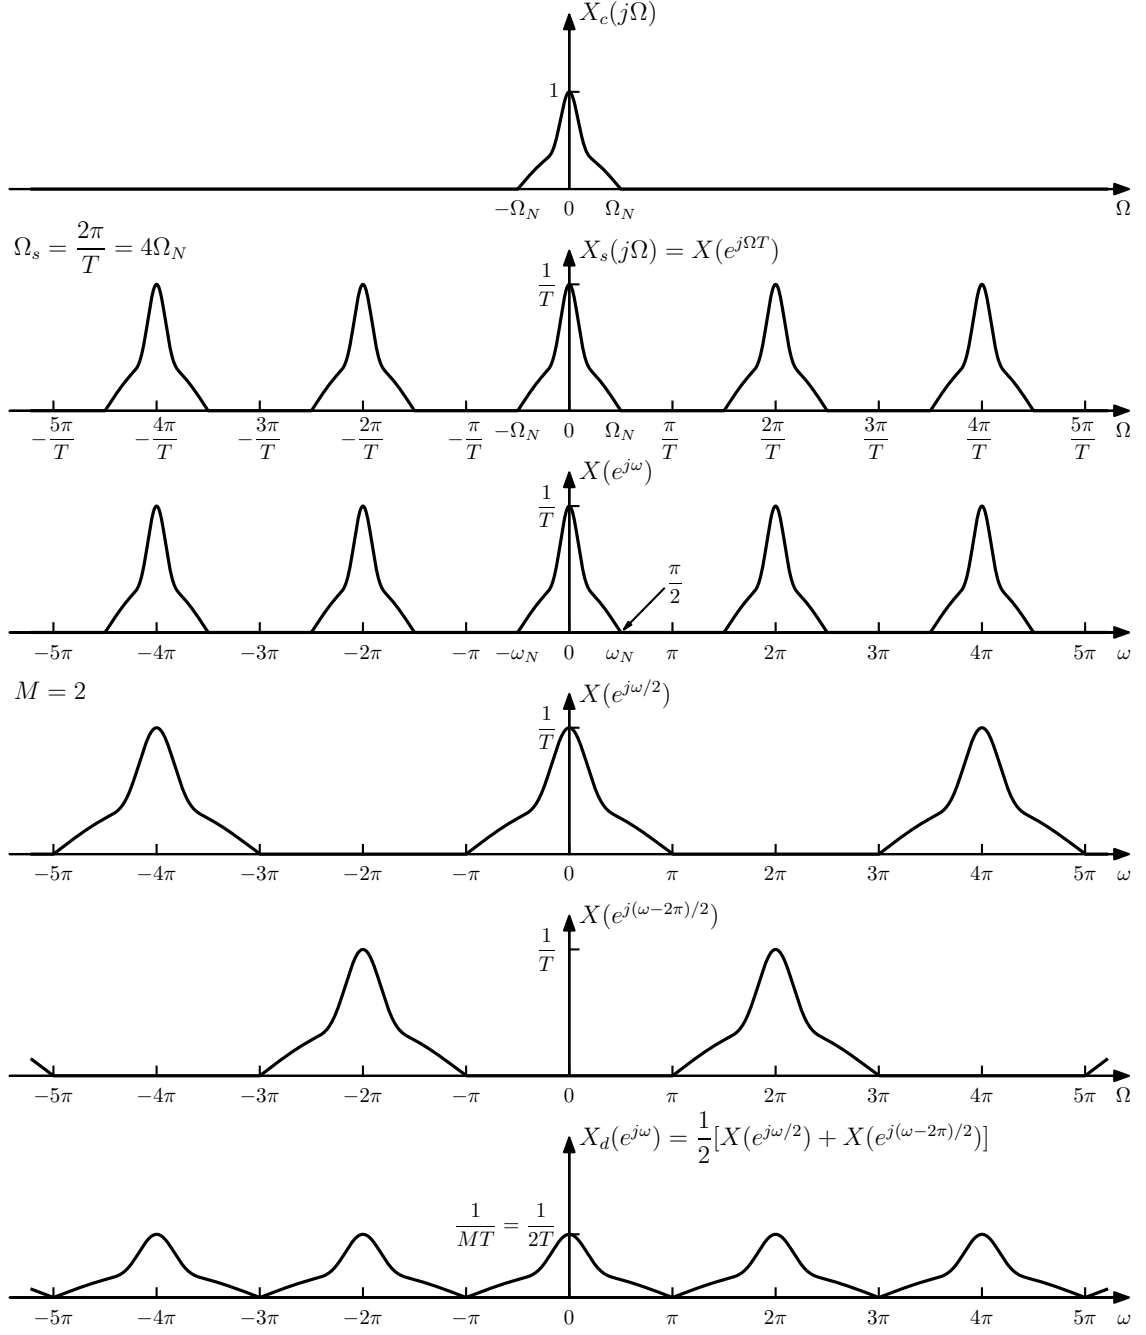 X_c(jΩ)
1
−Ω_N 0 Ω_N Ω
Ω_s = 2π/T = 4Ω_N
X_s(jΩ) = X(e^{jΩT})
1/T
−5π/T −4π/T −3π/T −2π/T −π/T −Ω_N 0 Ω_N π/T 2π/T 3π/T 4π/T 5π/T Ω
X(e^{jω})
1/T
π/2
−5π −4π −3π −2π −π −ω_N 0 ω_N π 2π 3π 4π 5π ω
M = 2
X(e^{jω/2})
1/T
−5π −4π −3π −2π −π 0 π 2π 3π 4π 5π ω
X(e^{j(ω−2π)/2})
1/T
−5π −4π −3π −2π −π 0 π 2π 3π 4π 5π Ω
X_d(e^{jω}) = 1/2[X(e^{jω/2}) + X(e^{j(ω−2π)/2})]
1/MT = 1/2T
−5π −4π −3π −2π −π 0 π 2π 3π 4π 5π ω